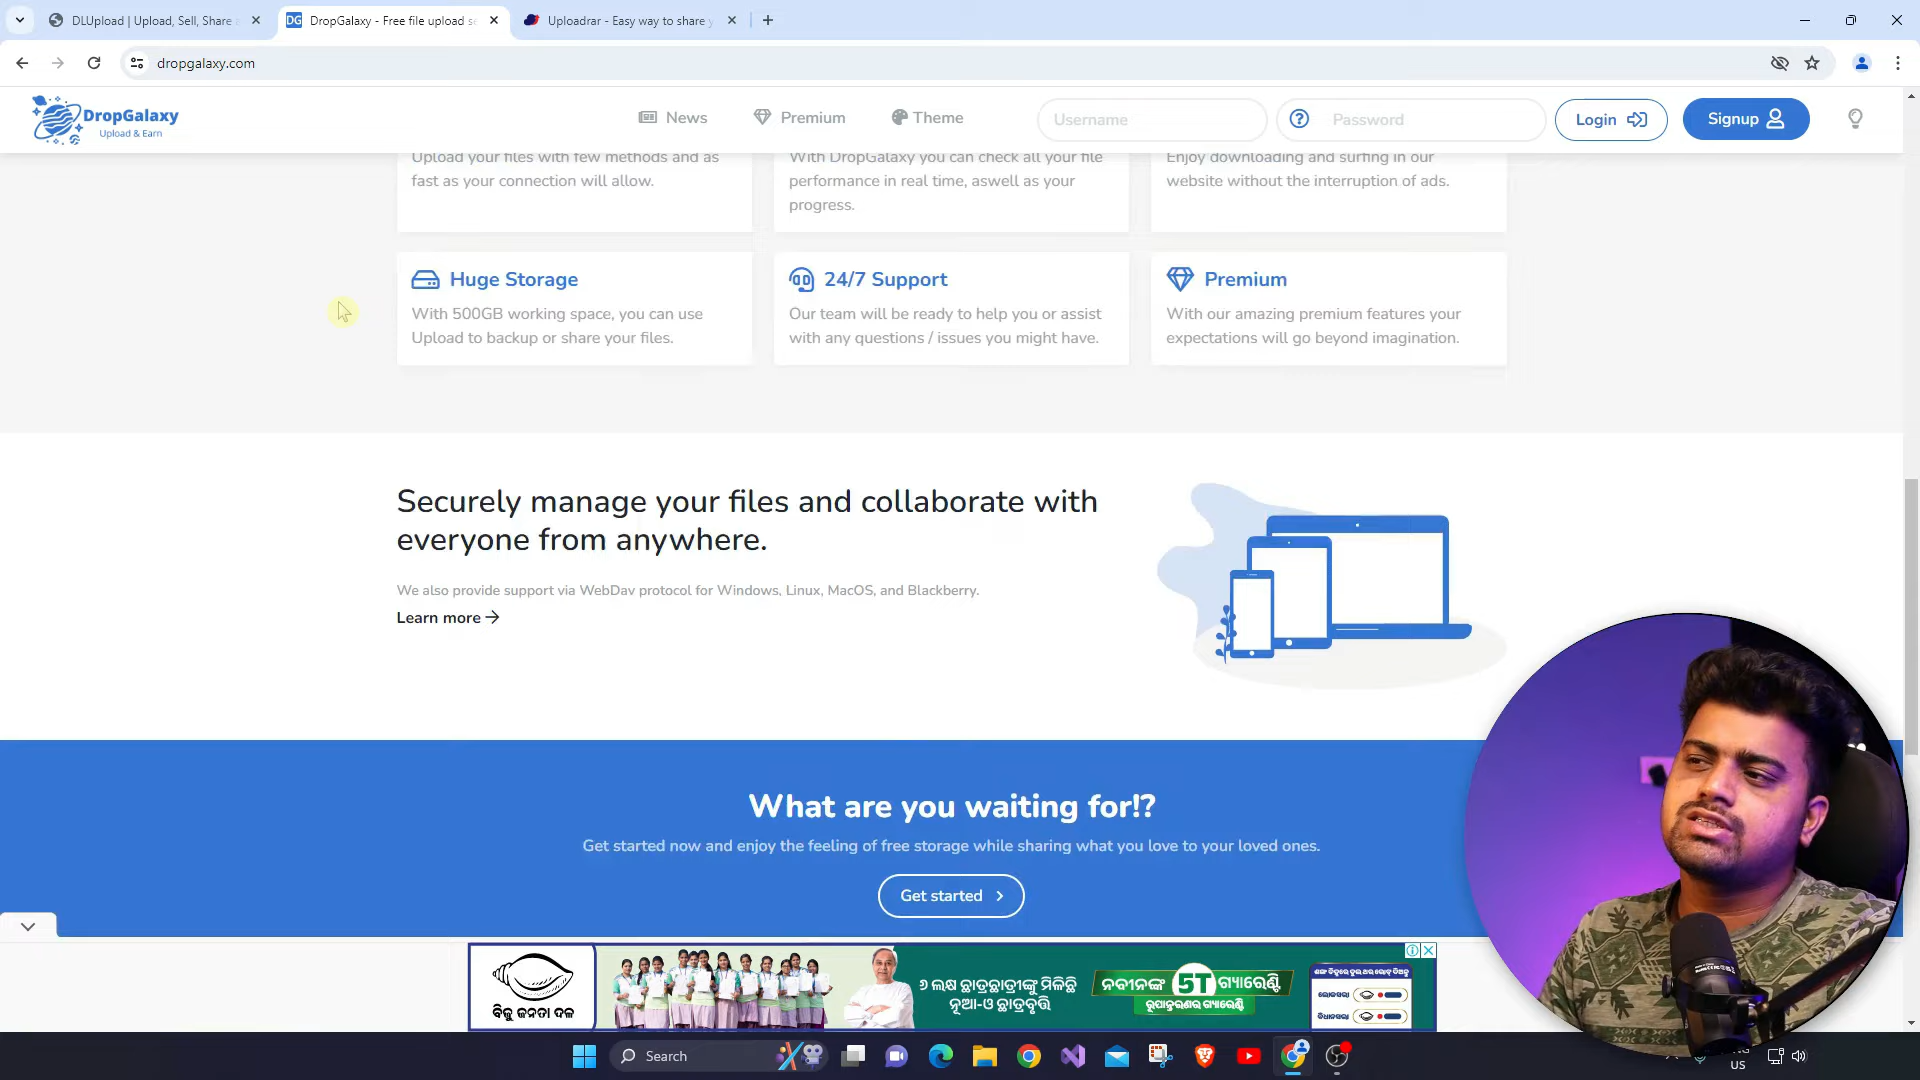 DLUpload | Upload, Sell, Share
DropGalaxy - Free file upload se
Uploadrar - Easy way to share y
dropgalaxy.com
DropGalaxy
Upload & Earn
News
Premium
Theme
Username
Password
Login
Signup
Upload your files with few methods and as
fast as your connection will allow.
With DropGalaxy you can check all your file
performance in real time, aswell as your
progress.
Enjoy downloading and surfing in our
website without the interruption of ads.
Huge Storage
With 500GB working space, you can use
Upload to backup or share your files.
24/7 Support
Our team will be ready to help you or assist
with any questions / issues you might have.
Premium
With our amazing premium features your
expectations will go beyond imagination.
Securely manage your files and collaborate with
everyone from anywhere.
We also provide support via WebDav protocol for Windows, Linux, MacOS, and Blackberry.
Learn more
What are you waiting for!?
Get started now and enjoy the feeling of free storage while sharing what you love to your loved ones.
Get started
ବିଜୁ ଜନତା ଦଳ
୬ ଲକ୍ଷ ଛାତ୍ରଛାତ୍ରୀଙ୍କୁ ମିଳିଛି
ନୂଆ-ଓ ଛାତ୍ରବୃତ୍ତି
ନବୀନଙ୍କ 5T ଗ୍ୟାରେଣ୍ଟି
ରୂପାନ୍ତରଣର ଗ୍ୟାରେଣ୍ଟି
Search
US